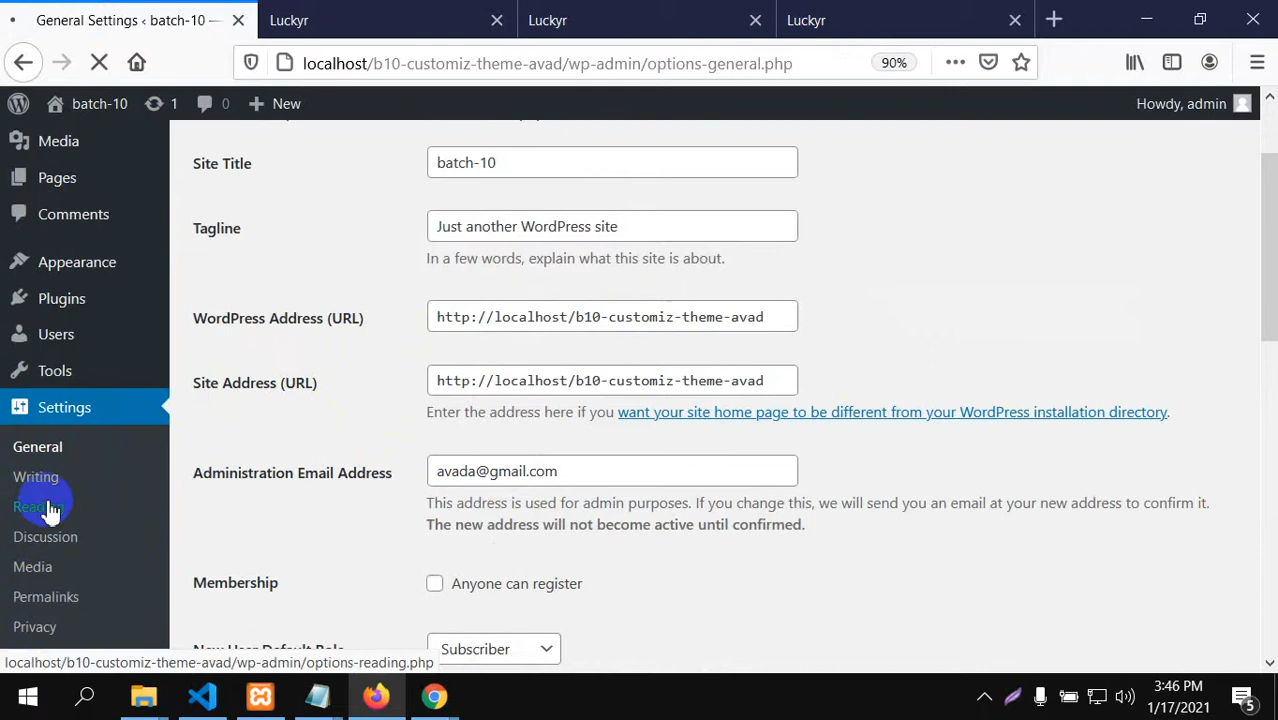 General Settings ‹ batch-10 —
Luckyr
Luckyr
Luckyr
localhost/b10-customiz-theme-avad/wp-admin/options-general.php
90%
batch-10
1
0
New
Howdy, admin
Media
Pages
Comments
Appearance
Plugins
Users
Tools
Settings
General
Writing
Reading
Discussion
Media
Permalinks
Privacy
Site Title
batch-10
Tagline
Just another WordPress site
In a few words, explain what this site is about.
WordPress Address (URL)
http://localhost/b10-customiz-theme-avad
Site Address (URL)
http://localhost/b10-customiz-theme-avad
Enter the address here if you want your site home page to be different from your WordPress installation directory.
Administration Email Address
avada@gmail.com
This address is used for admin purposes. If you change this, we will send you an email at your new address to confirm it.
The new address will not become active until confirmed.
Membership
Anyone can register
New User Default Role
Subscriber
localhost/b10-customiz-theme-avad/wp-admin/options-reading.php
3:46 PM
1/17/2021
5